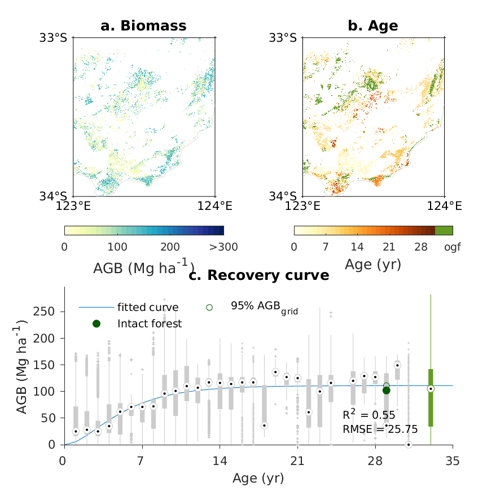 a. Biomass
b. Age
33°S
34°S
123°E
124°E
33°S
34°S
123°E
124°E
0 100 200 >300
AGB (Mg ha-1)
0 7 14 21 28 ogf
Age (yr)
c. Recovery curve
fitted curve
Intact forest
95% AGBgrid
AGB (Mg ha-1)
250
200
150
100
50
0
R2 = 0.55
RMSE = 25.75
0 7 14 21 28 35
Age (yr)